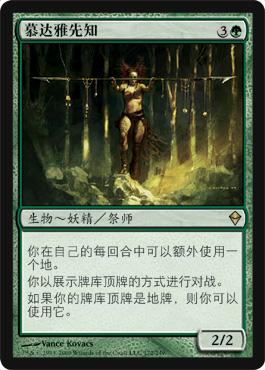 慕达雅先知 3
生物～妖精／祭师
你在自己的每回合中可以额外使用一
个地。
你以展示牌库顶牌的方式进行对战。
如果你的牌库顶牌是地牌，则你可以
使用它。
2/2
Vance Kovacs